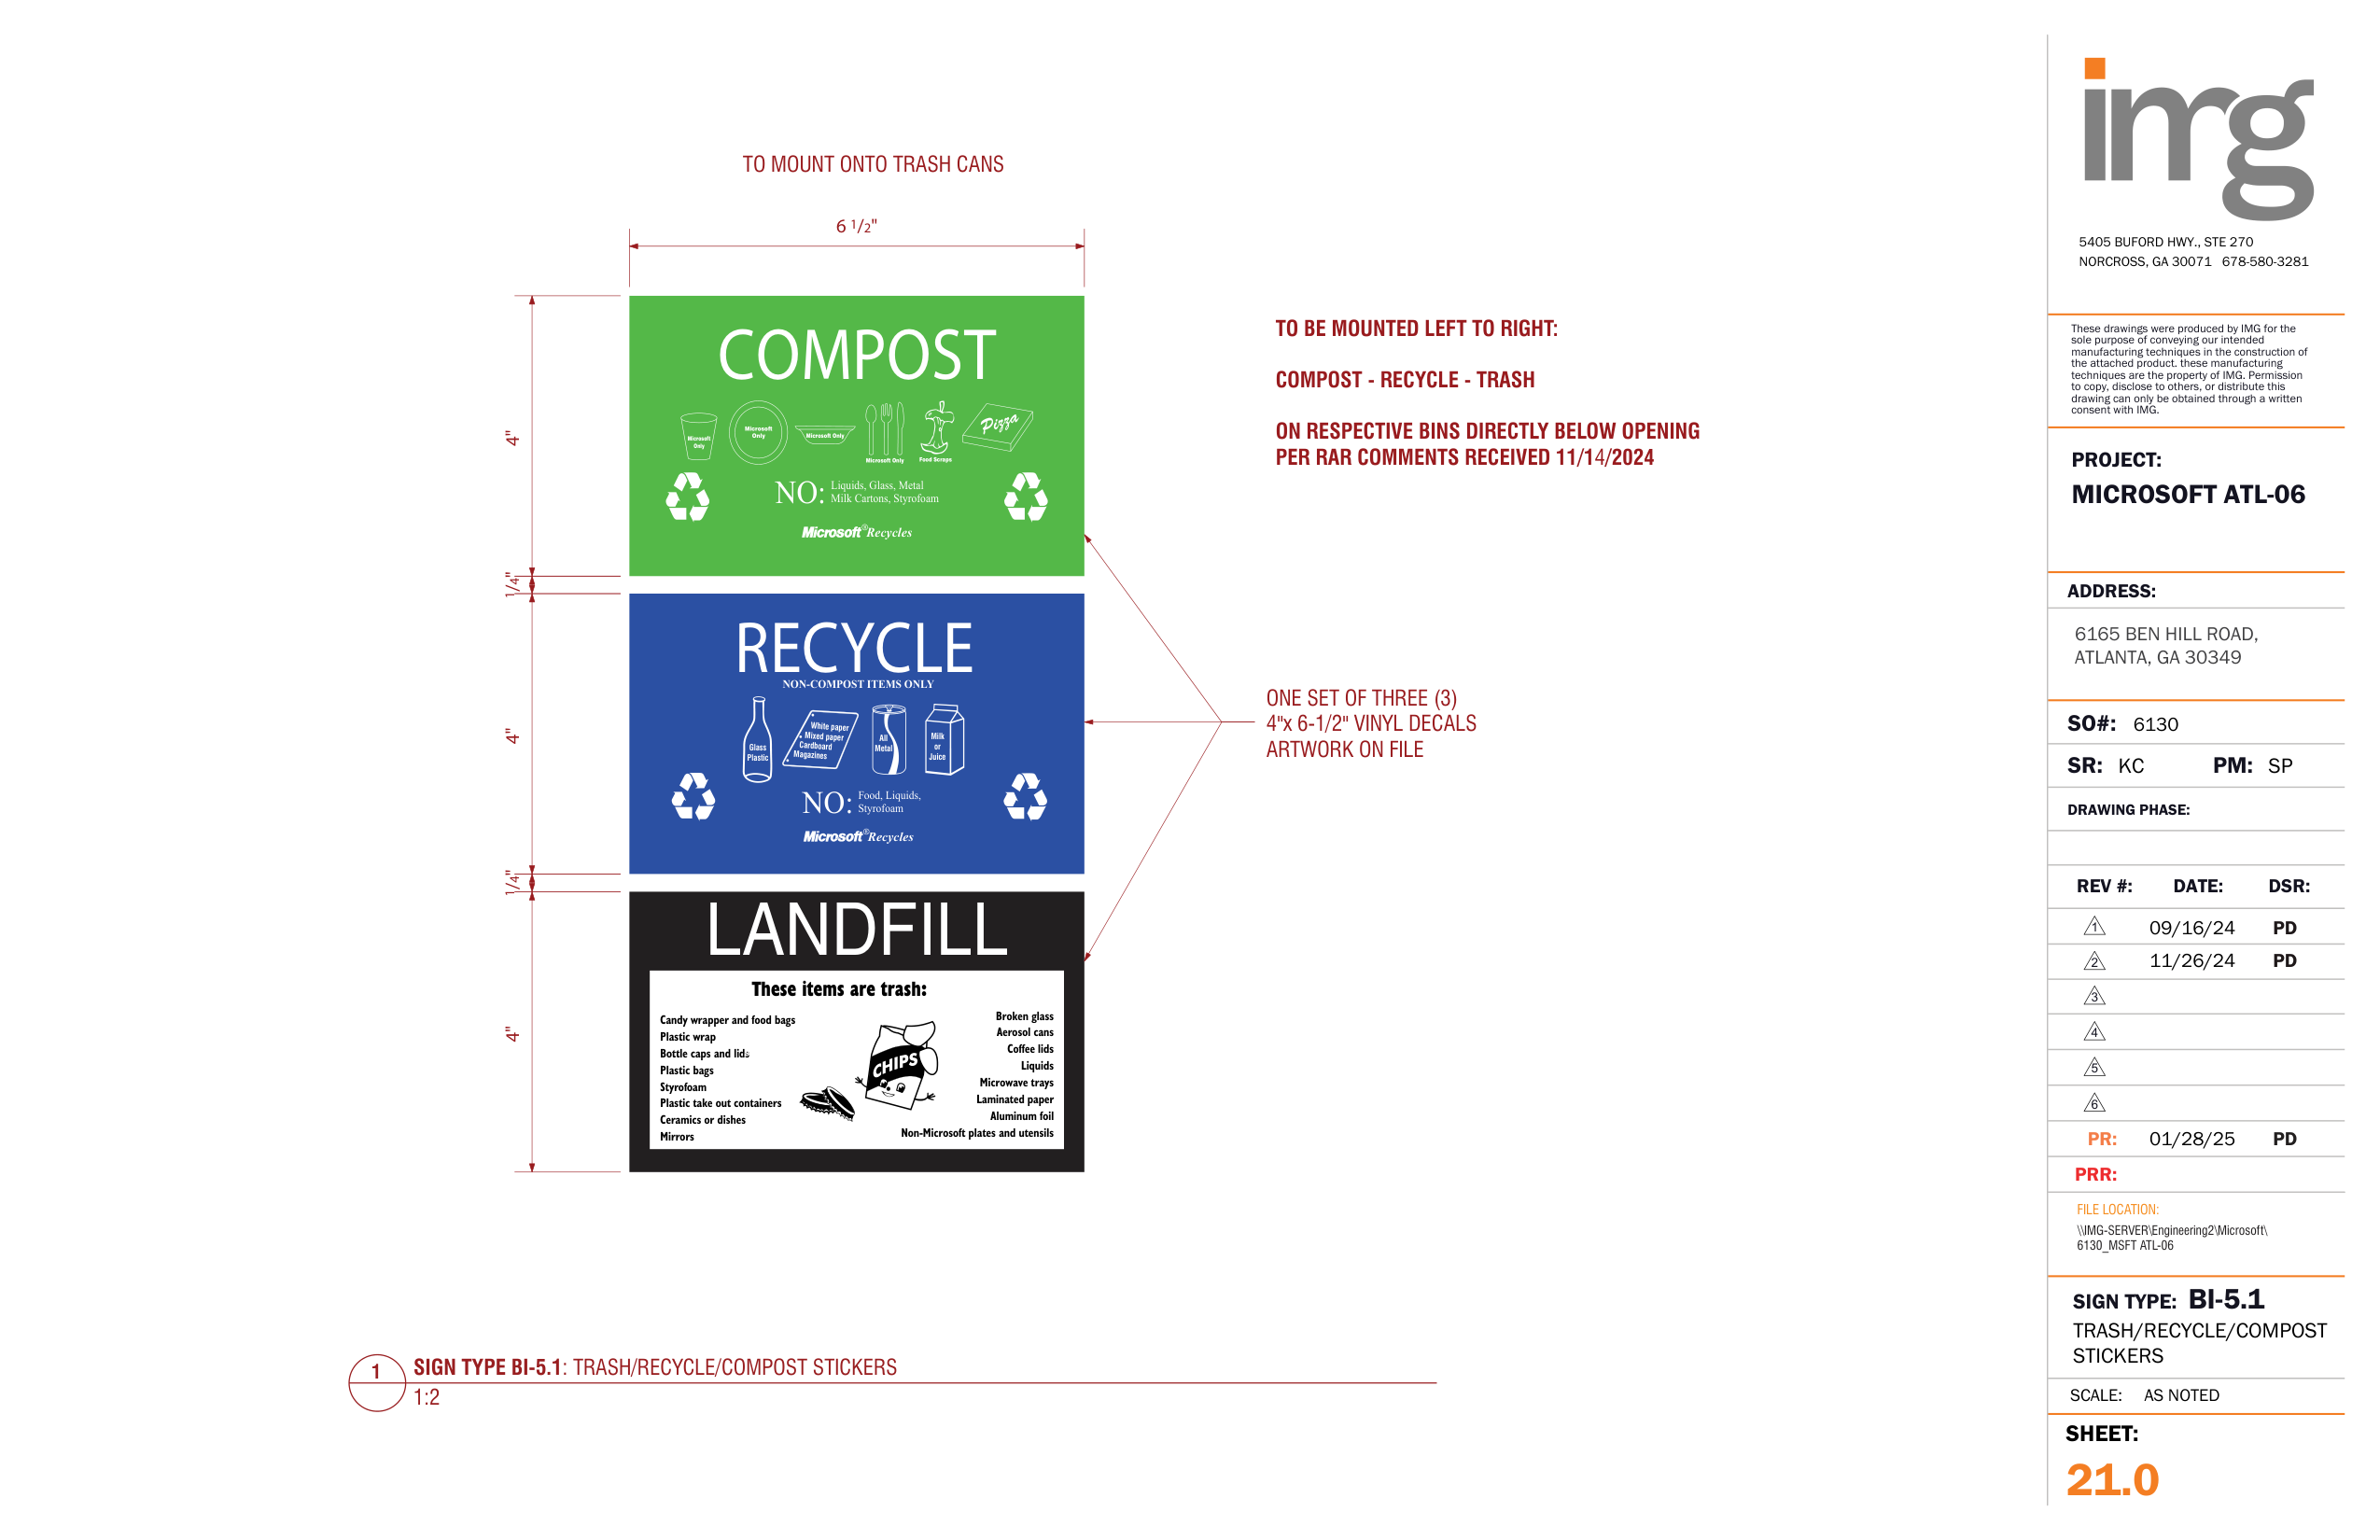 TO MOUNT ONTO TRASH CANS
6 1/2"
4"
1/4"
4"
1/4"
4"
COMPOST
Microsoft
Only
Microsoft
Only
Microsoft Only
Microsoft Only
Food Scraps
Pizza
NO: Liquids, Glass, Metal
Milk Cartons, Styrofoam
Microsoft® Recycles
RECYCLE
NON-COMPOST ITEMS ONLY
Glass
Plastic
White paper
Mixed paper
Cardboard
Magazines
All
Metal
Milk
or
Juice
NO: Food, Liquids,
Styrofoam
Microsoft® Recycles
LANDFILL
These items are trash:
Candy wrapper and food bags
Plastic wrap
Bottle caps and lids
Plastic bags
Styrofoam
Plastic take out containers
Ceramics or dishes
Mirrors
CHIPS
Broken glass
Aerosol cans
Coffee lids
Liquids
Microwave trays
Laminated paper
Aluminum foil
Non-Microsoft plates and utensils
TO BE MOUNTED LEFT TO RIGHT:
COMPOST - RECYCLE - TRASH
ON RESPECTIVE BINS DIRECTLY BELOW OPENING
PER RAR COMMENTS RECEIVED 11/14/2024
ONE SET OF THREE (3)
4"x 6-1/2" VINYL DECALS
ARTWORK ON FILE
1
SIGN TYPE BI-5.1: TRASH/RECYCLE/COMPOST STICKERS
1:2
img
5405 BUFORD HWY., STE 270
NORCROSS, GA 30071 678-580-3281
These drawings were produced by IMG for the
sole purpose of conveying our intended
manufacturing techniques in the construction of
the attached product. these manufacturing
techniques are the property of IMG. Permission
to copy, disclose to others, or distribute this
drawing can only be obtained through a written
consent with IMG.
PROJECT:
MICROSOFT ATL-06
ADDRESS:
6165 BEN HILL ROAD,
ATLANTA, GA 30349
SO#: 6130
SR: KC PM: SP
DRAWING PHASE:
REV #: DATE: DSR:
1 09/16/24 PD
2 11/26/24 PD
3
4
5
6
PR: 01/28/25 PD
PRR:
FILE LOCATION:
\\IMG-SERVER\Engineering2\Microsoft\
6130_MSFT ATL-06
SIGN TYPE: BI-5.1
TRASH/RECYCLE/COMPOST
STICKERS
SCALE: AS NOTED
SHEET:
21.0